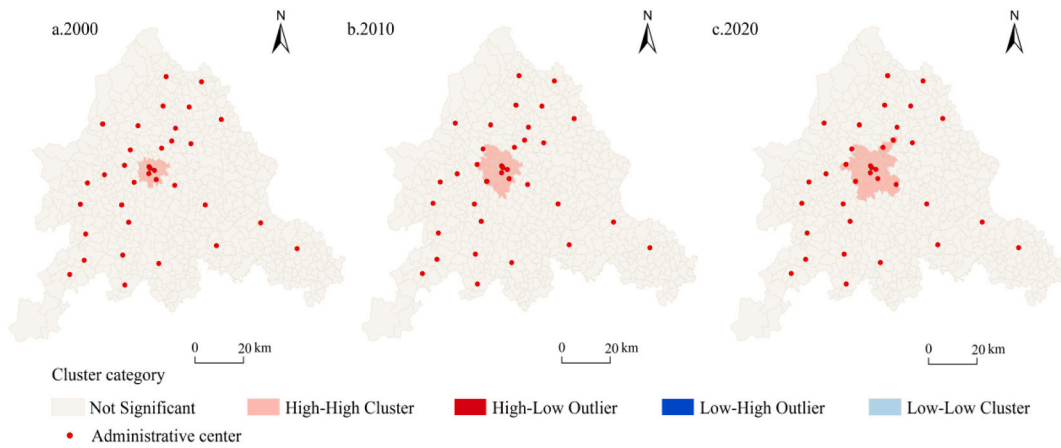 a.2000
N
b.2010
N
c.2020
N
0 20 km
0 20 km
0 20 km
Cluster category
Not Significant
High-High Cluster
High-Low Outlier
Low-High Outlier
Low-Low Cluster
Administrative center